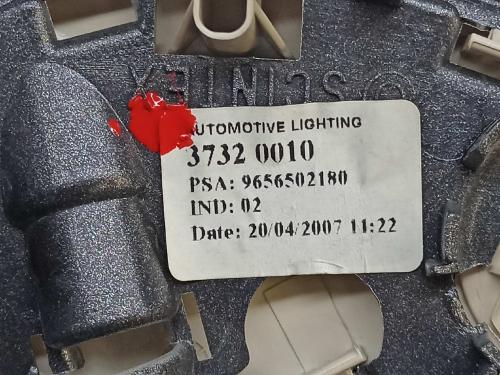 © SCINTEX
AUTOMOTIVE LIGHTING
3732 0010
PSA: 9656502180
IND: 02
Date: 20/04/2007 11:22